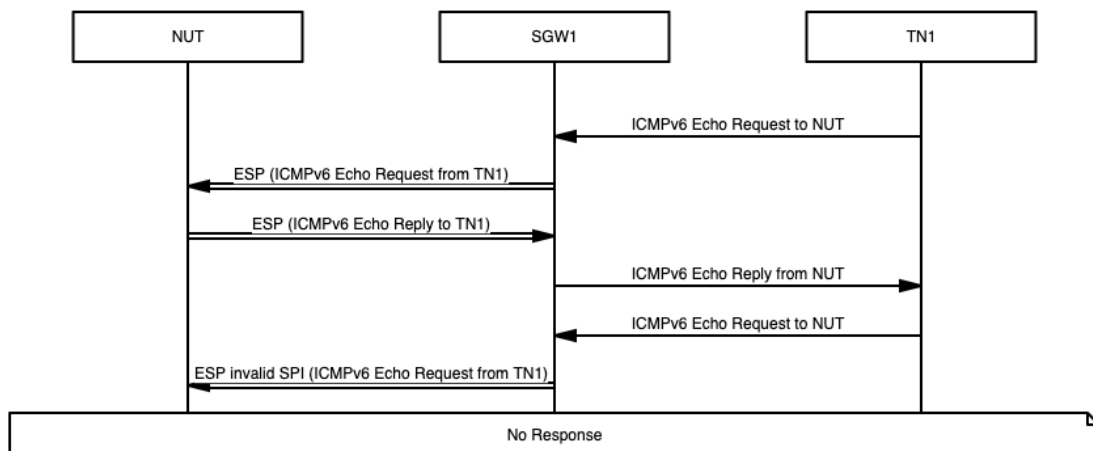 NUT
SGW1
TN1
ICMPv6 Echo Request to NUT
ESP (ICMPv6 Echo Request from TN1)
ESP (ICMPv6 Echo Reply to TN1)
ICMPv6 Echo Reply from NUT
ICMPv6 Echo Request to NUT
ESP invalid SPI (ICMPv6 Echo Request from TN1)
No Response